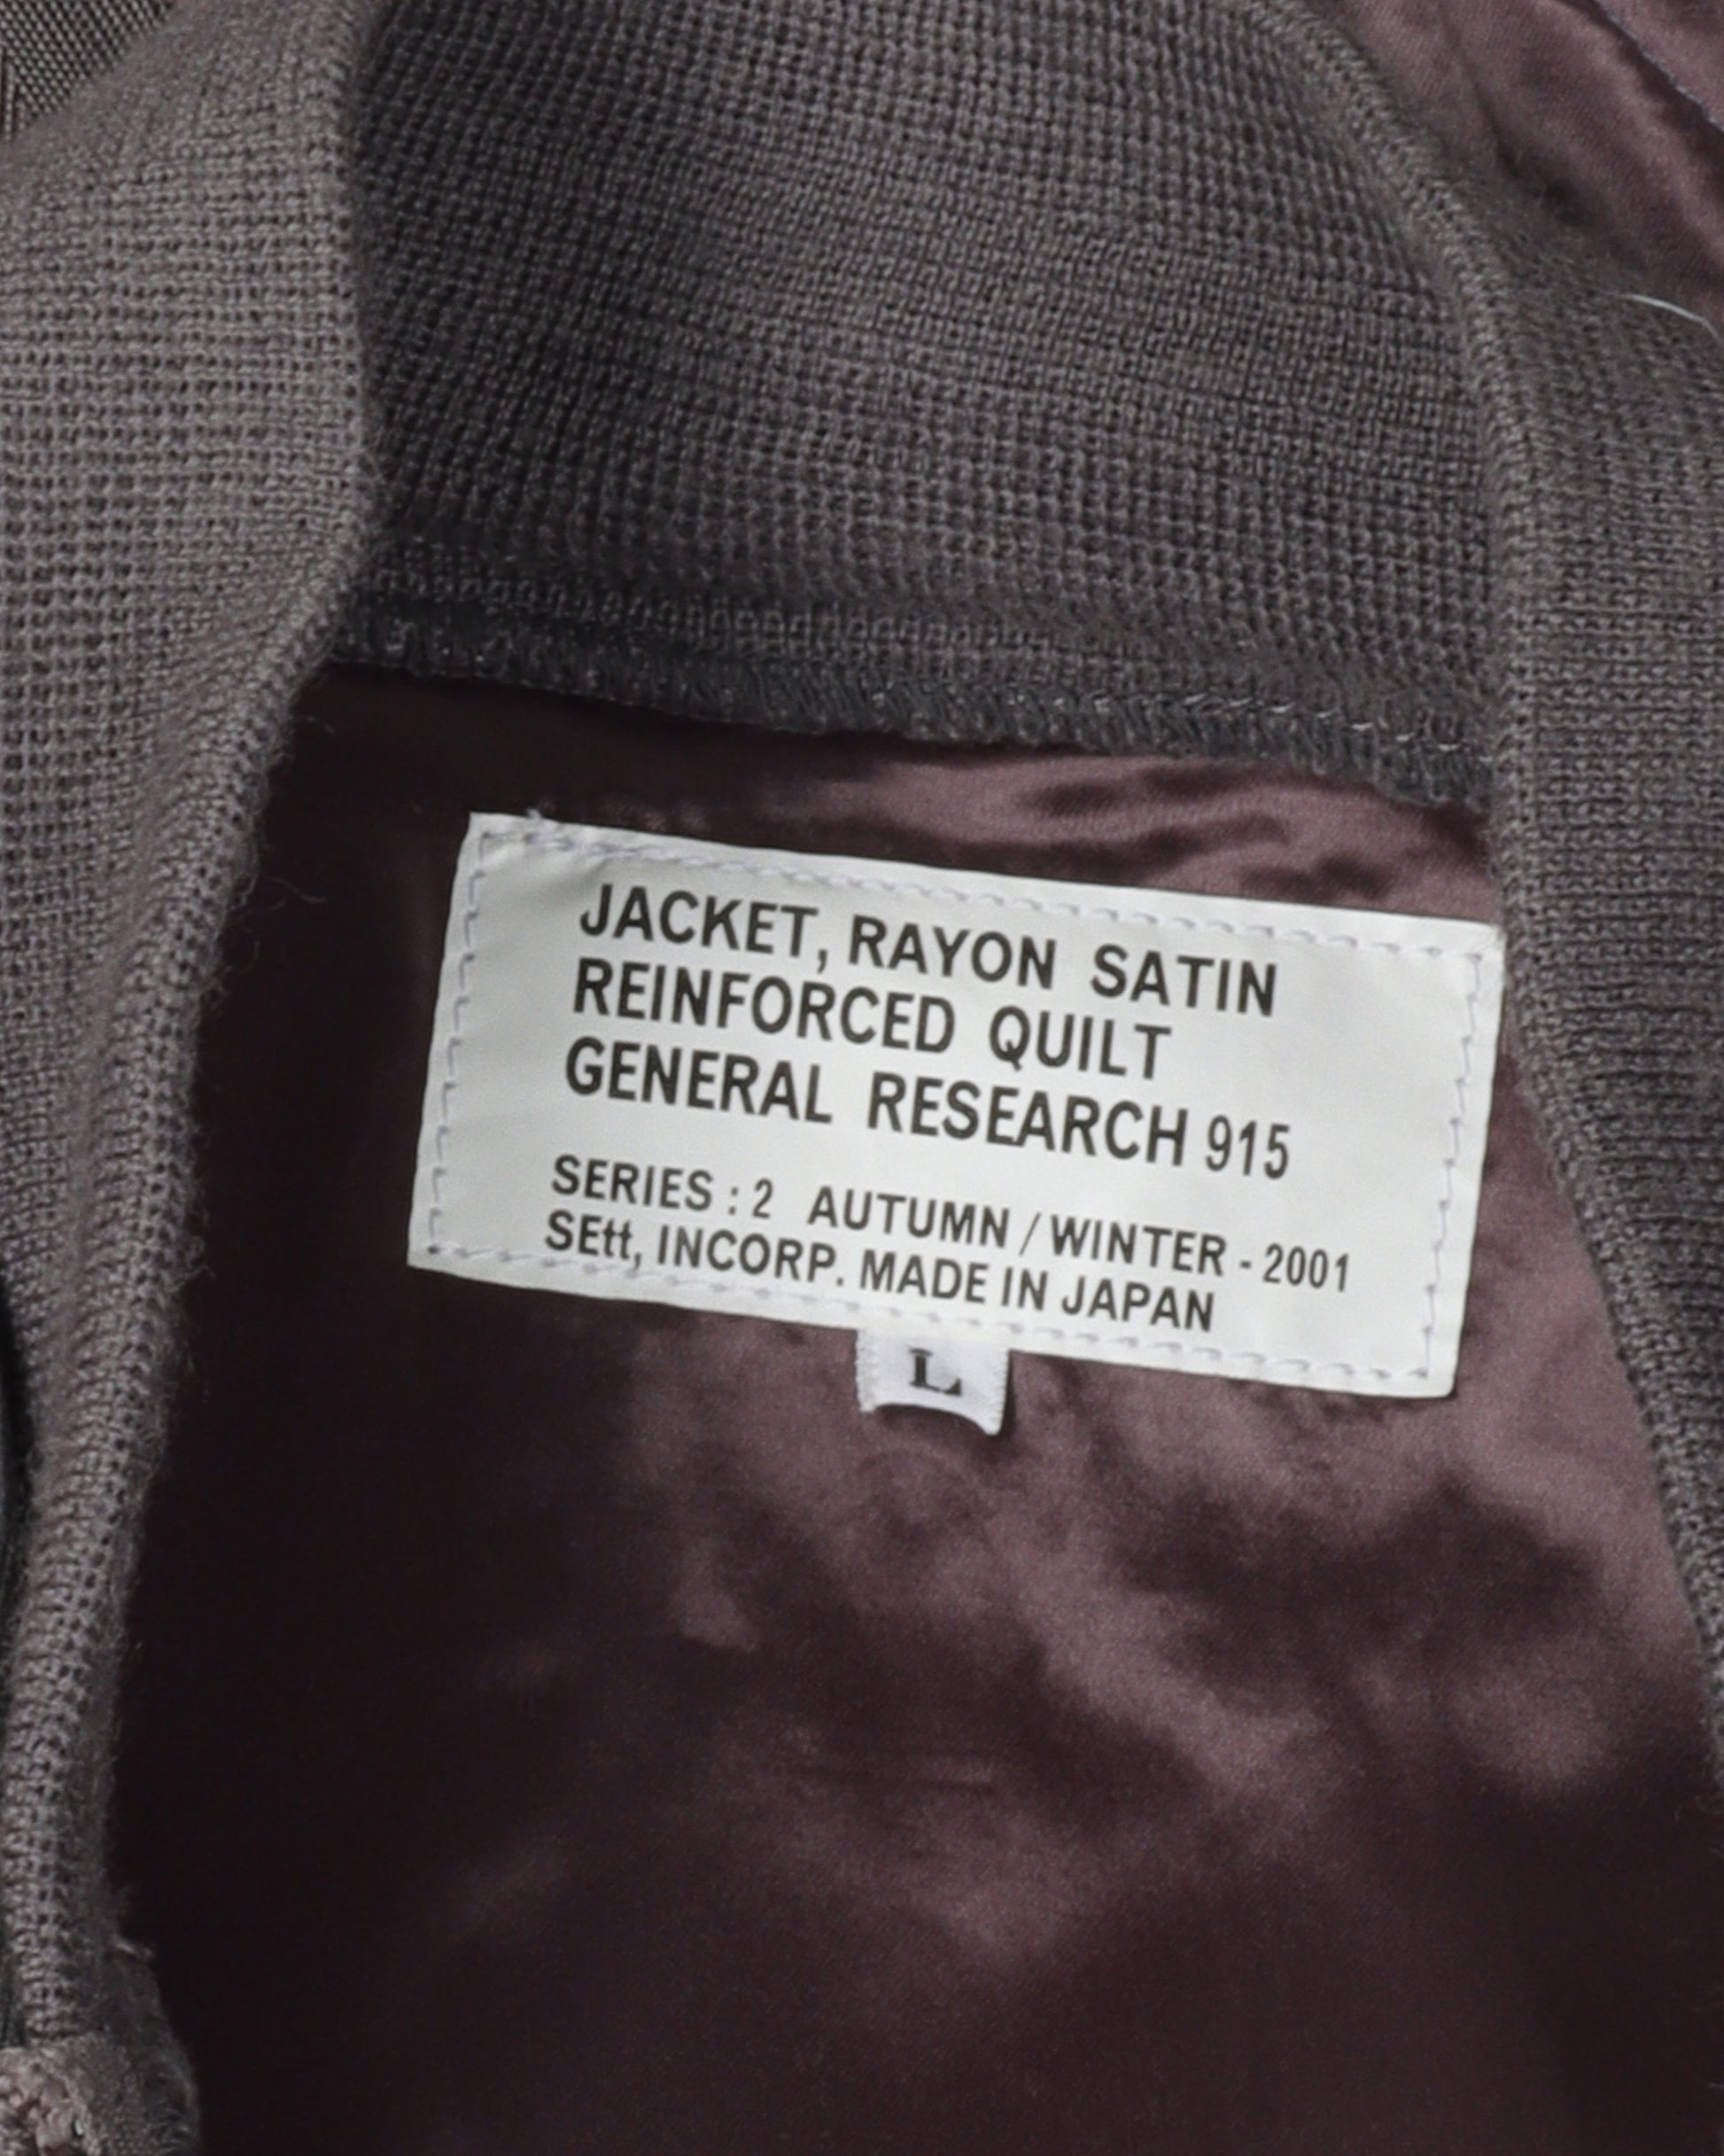 JACKET, RAYON SATIN
REINFORCED QUILT
GENERAL RESEARCH 915
SERIES : 2 AUTUMN / WINTER - 2001
SEtt, INCORP. MADE IN JAPAN
L